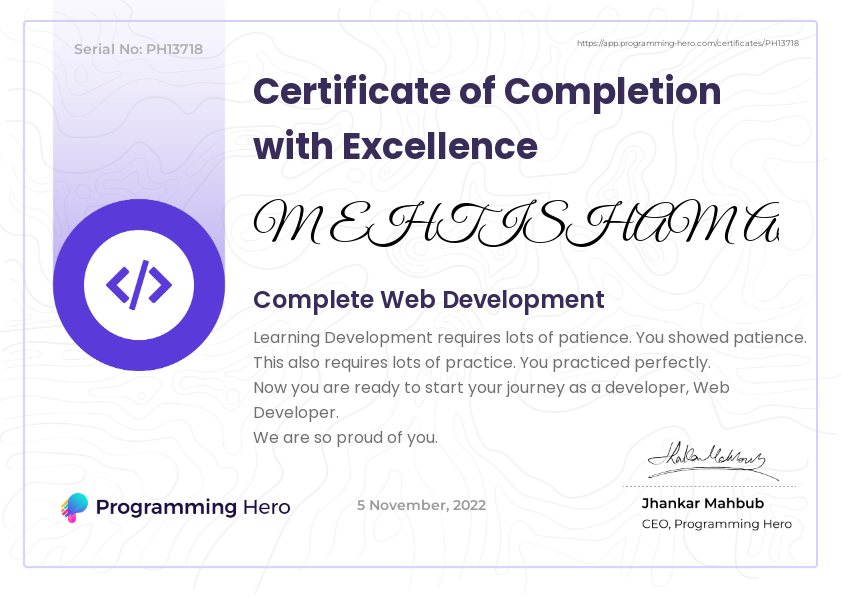 Serial No: PH13718
https://app.programming-hero.com/certificates/PH13718
Certificate of Completion
with Excellence
MEHTISHAMA
Complete Web Development
Learning Development requires lots of patience. You showed patience.
This also requires lots of practice. You practiced perfectly.
Now you are ready to start your journey as a developer, Web
Developer.
We are so proud of you.
Programming Hero
5 November, 2022
Jhankar Mahbub
CEO, Programming Hero